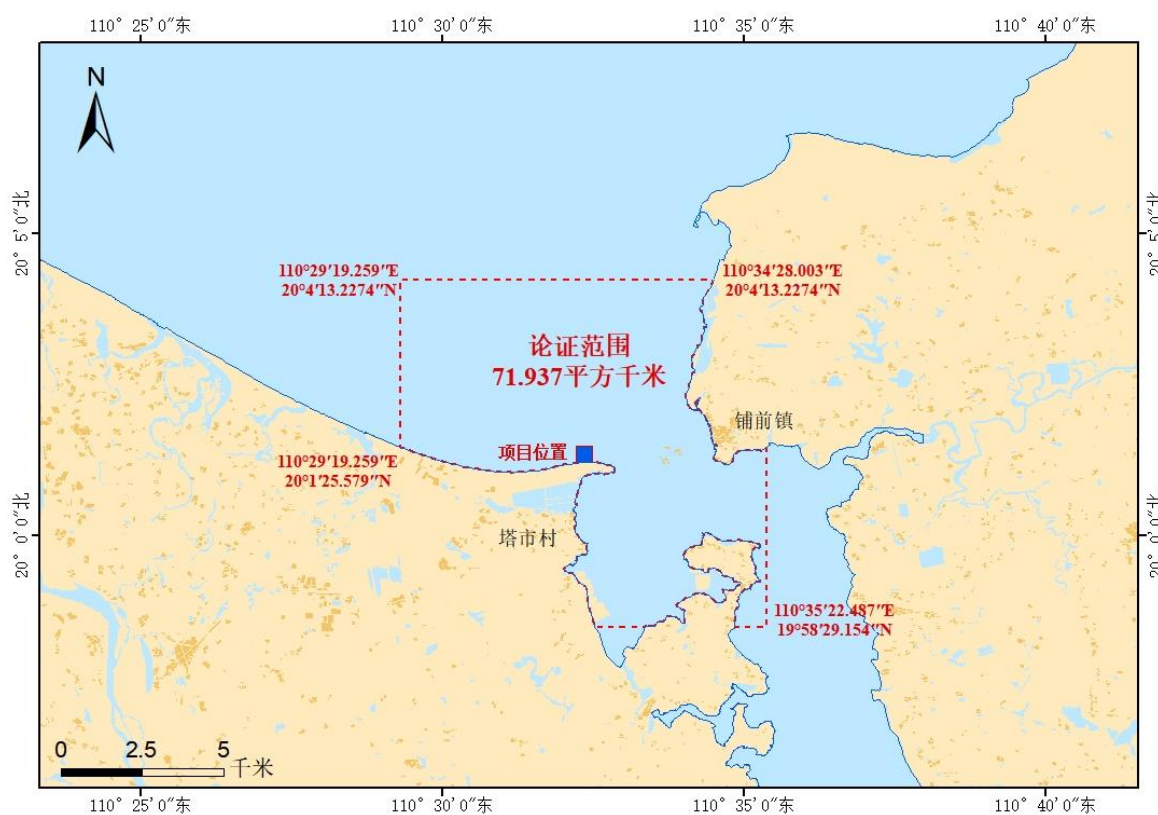 110° 25′ 0″东
110° 30′ 0″东
110° 35′ 0″东
110° 40′ 0″东
N
20° 5′ 0″北
20° 5′ 0″北
110°29′19.259″E
20°4′13.2274″N
110°34′28.003″E
20°4′13.2274″N
论证范围
71.937平方千米
铺前镇
项目位置
110°29′19.259″E
20°1′25.579″N
塔市村
20° 0′ 0″北
20° 0′ 0″北
110°35′22.487″E
19°58′29.154″N
0 2.5 5
千米
110° 25′ 0″东
110° 30′ 0″东
110° 35′ 0″东
110° 40′ 0″东